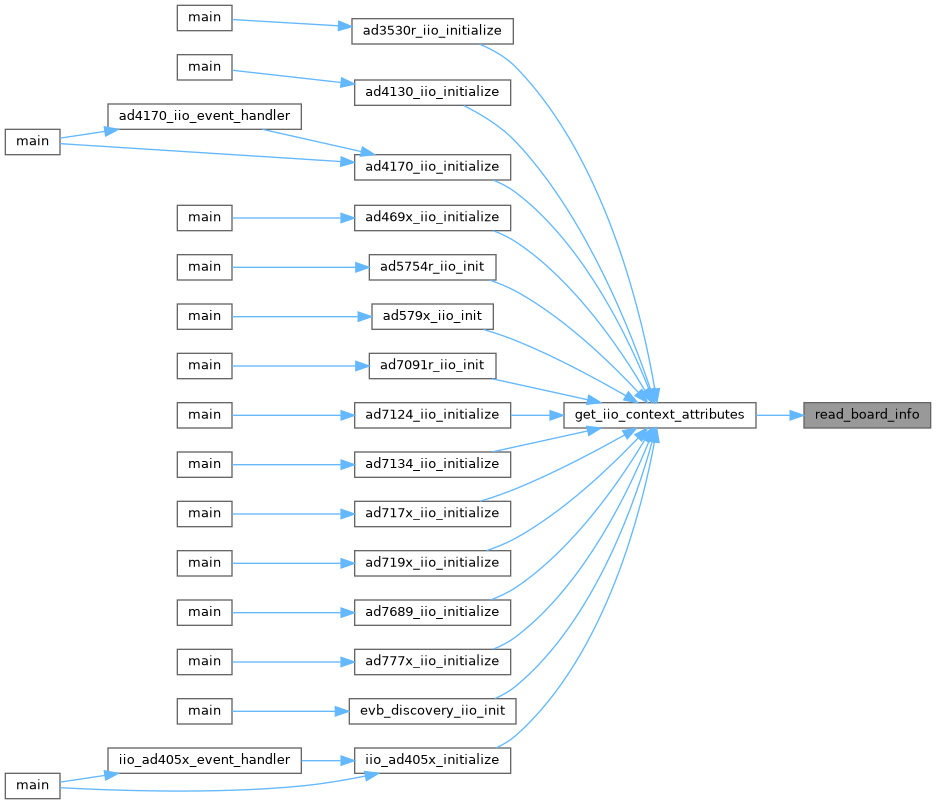 main
ad3530r_iio_initialize
main
ad4130_iio_initialize
ad4170_iio_event_handler
main
ad4170_iio_initialize
main
ad469x_iio_initialize
main
ad5754r_iio_init
main
ad579x_iio_init
main
ad7091r_iio_init
main
ad7124_iio_initialize
get_iio_context_attributes
read_board_info
main
ad7134_iio_initialize
main
ad717x_iio_initialize
main
ad719x_iio_initialize
main
ad7689_iio_initialize
main
ad777x_iio_initialize
main
evb_discovery_iio_init
iio_ad405x_event_handler
iio_ad405x_initialize
main